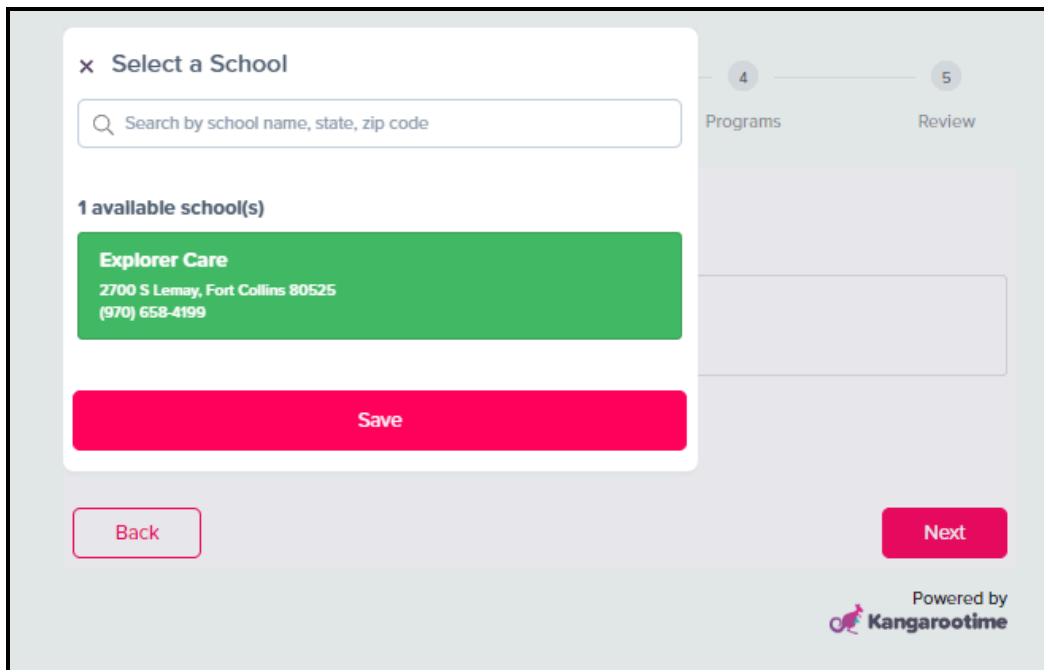 × Select a School
Search by school name, state, zip code
4
5
Programs
Review
1 available school(s)
Explorer Care
2700 S Lemay, Fort Collins 80525
(970) 658-4199
Save
Back
Next
Powered by
Kangarootime